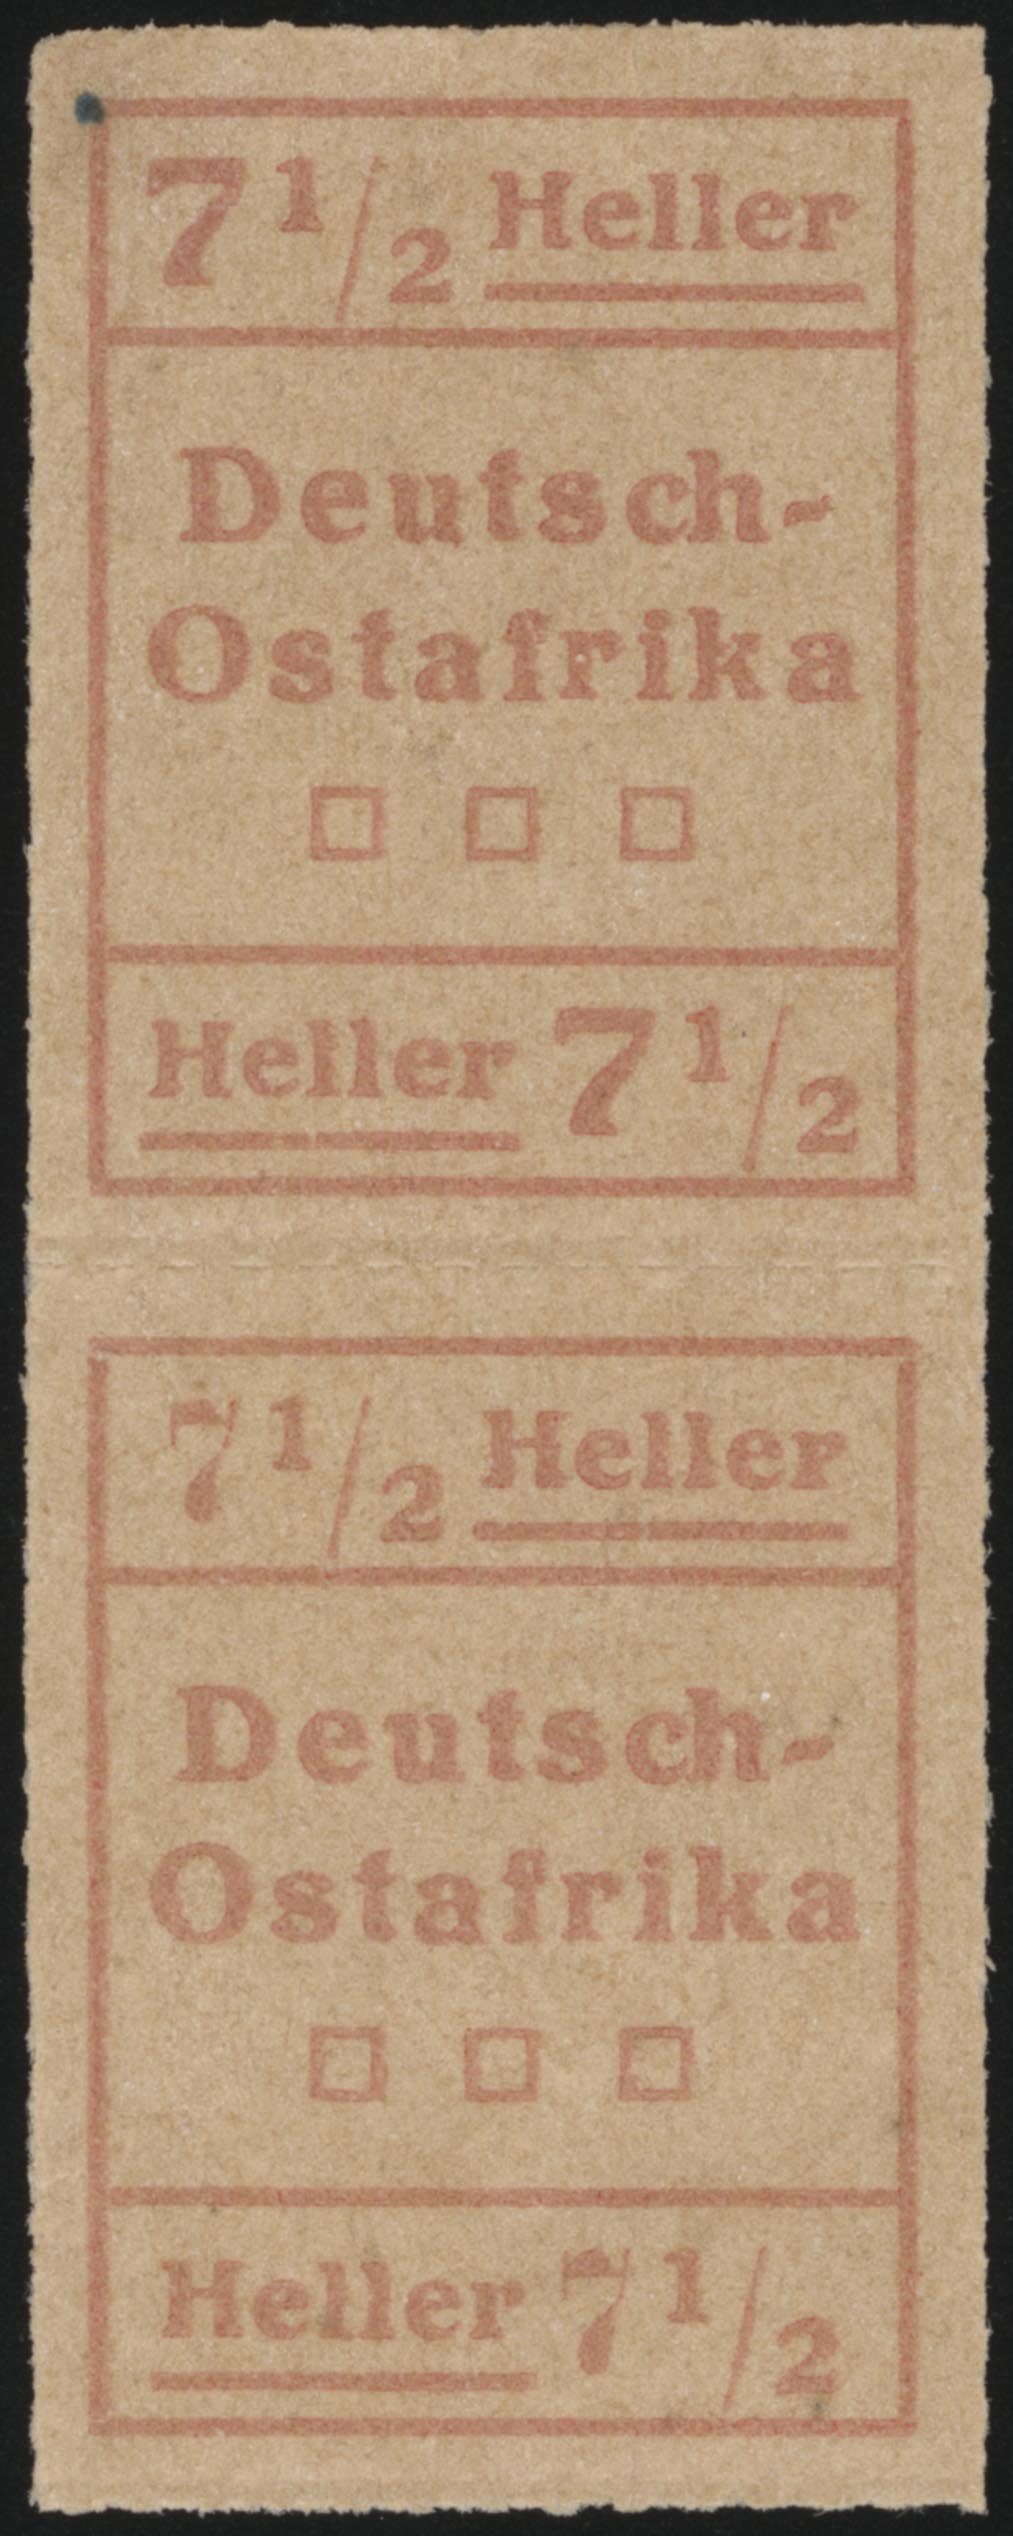 7 1/2 Heller
Deutsch-
Ostafrika
Heller 7 1/2
7 1/2 Heller
Deutsch-
Ostafrika
Heller 7 1/2